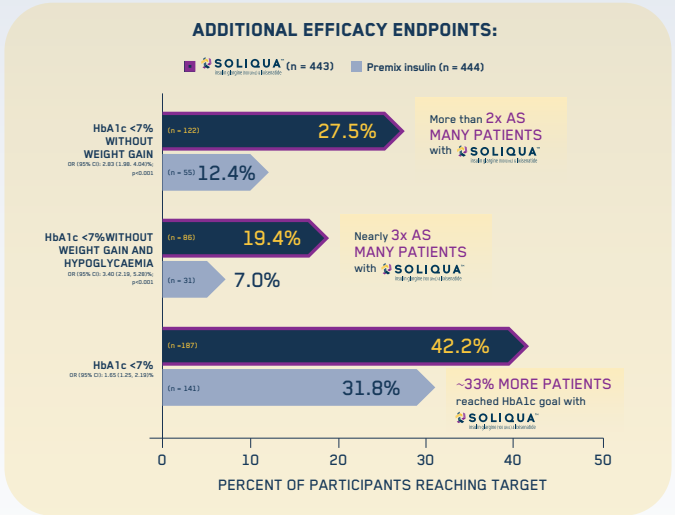 ADDITIONAL EFFICACY ENDPOINTS:
SOLIQUA™ (n = 443)
Premix insulin (n = 444)
HbA1c <7%
WITHOUT
WEIGHT GAIN
OR (95% CI): 2.83 (1.98, 4.04)%;
p<0.001
(n = 122)
27.5%
(n = 55)
12.4%
More than 2x AS
MANY PATIENTS
with SOLIQUA™
HbA1c <7%WITHOUT
WEIGHT GAIN AND
HYPOGLYCAEMIA
OR (95% CI): 3.40 (2.19, 5.28)%;
p<0.001
(n = 86)
19.4%
(n = 31)
7.0%
Nearly 3x AS
MANY PATIENTS
with SOLIQUA™
HbA1c <7%
OR (95% CI): 1.65 (1.25, 2.19)%
(n =187)
42.2%
(n = 141)
31.8%
~33% MORE PATIENTS
reached HbA1c goal with
SOLIQUA™
0 10 20 30 40 50
PERCENT OF PARTICIPANTS REACHING TARGET